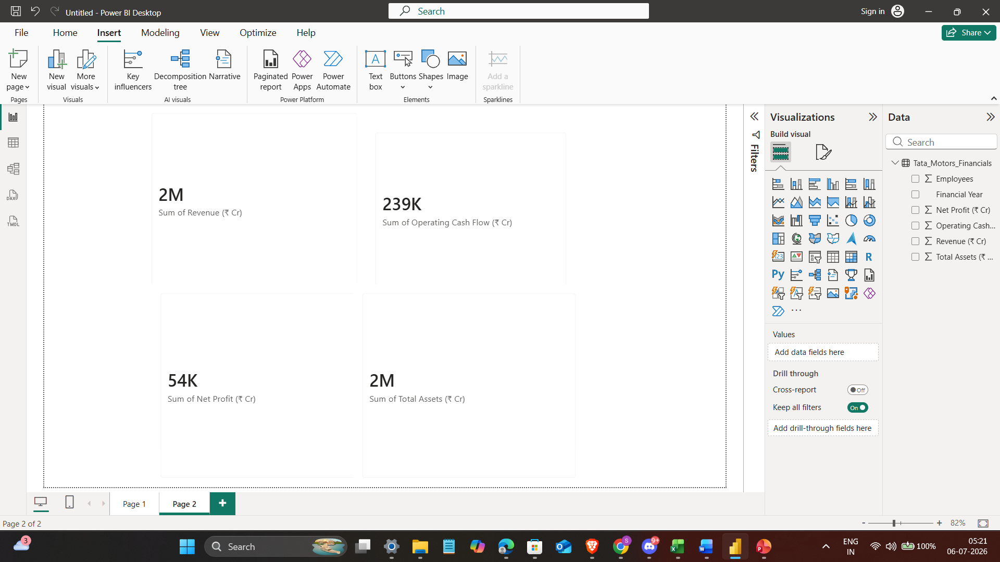 Untitled - Power BI Desktop
Search
Sign in
File
Home
Insert
Modeling
View
Optimize
Help
Share
New page
New visual
More visuals
Key influencers
Decomposition tree
Narrative
Paginated report
Power Apps
Power Automate
Text box
Buttons
Shapes
Image
Add a sparkline
Pages
Visuals
AI visuals
Power Platform
Elements
Sparklines
DAX
TMDL
2M
Sum of Revenue (₹ Cr)
239K
Sum of Operating Cash Flow (₹ Cr)
54K
Sum of Net Profit (₹ Cr)
2M
Sum of Total Assets (₹ Cr)
Filters
Visualizations
Build visual
123
R
Py
...
Values
Add data fields here
Drill through
Cross-report
Off
Keep all filters
On
Add drill-through fields here
Data
Search
Tata_Motors_Financials
Employees
Financial Year
Net Profit (₹ Cr)
Operating Cash...
Revenue (₹ Cr)
Total Assets (₹ ...
Page 1
Page 2
Page 2 of 2
- + 82%
3
Search
S
9+
ENG
IN
100%
05:21
06-07-2026